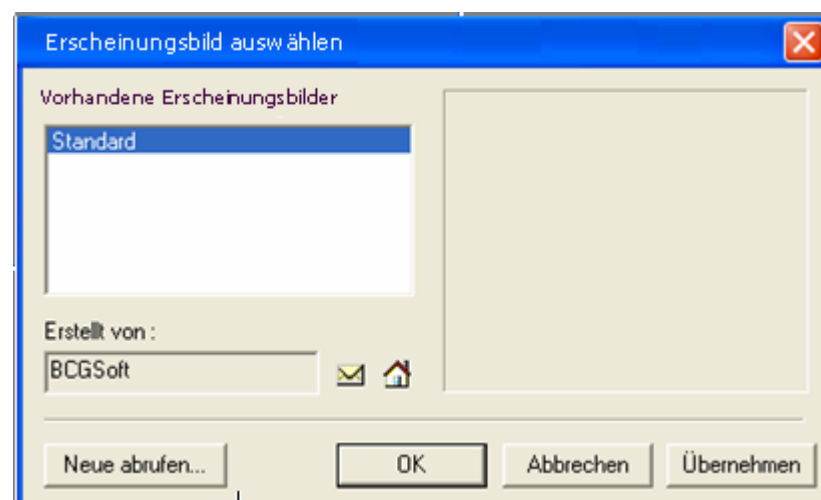 Erscheinungsbild auswählen
Vorhandene Erscheinungsbilder
Standard
Erstellt von :
BCGSoft
Neue abrufen...
OK
Abbrechen
Übernehmen